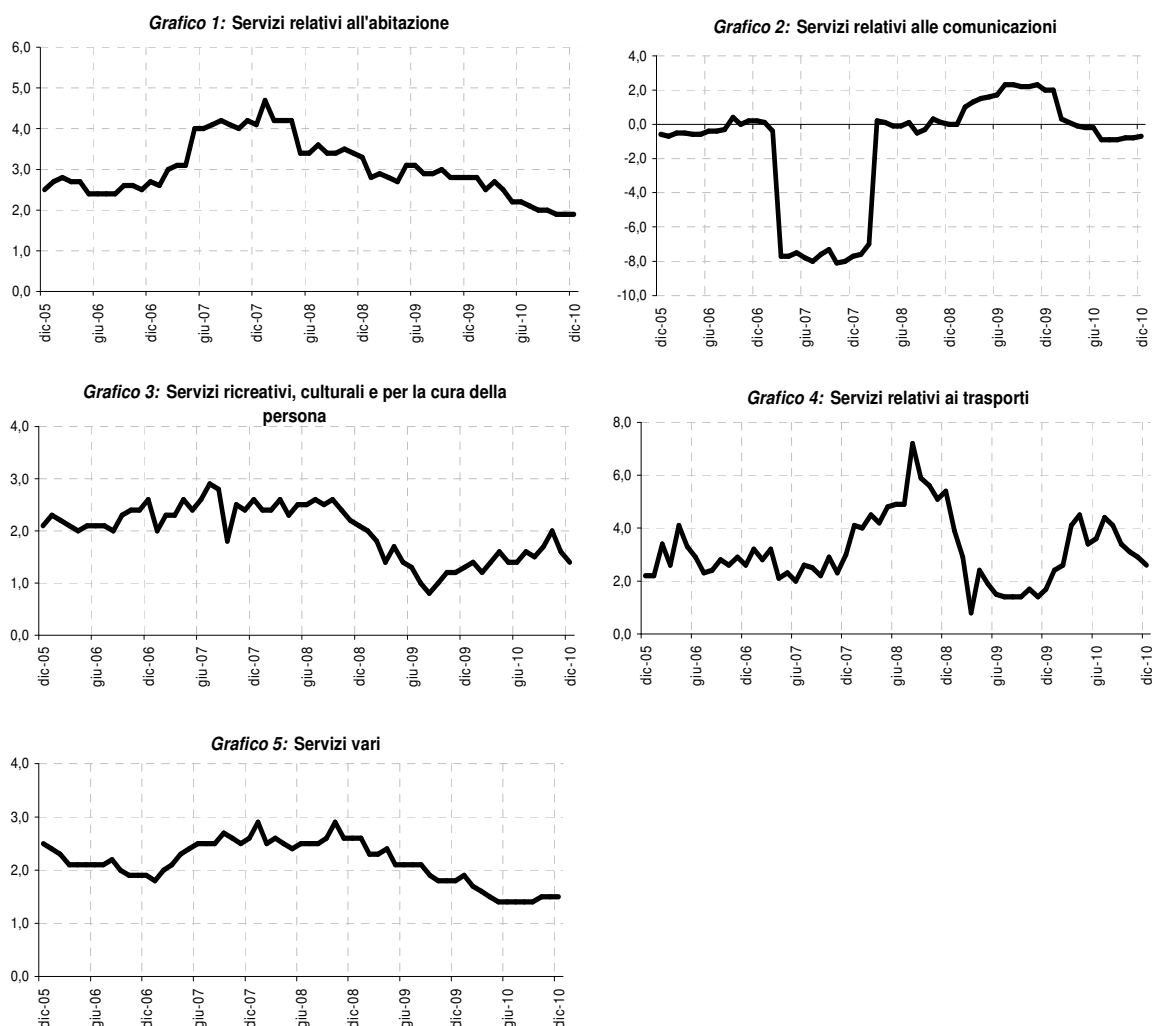 Grafico 1: Servizi relativi all'abitazione
6,0
5,0
4,0
3,0
2,0
1,0
0,0
dic-05
giu-06
dic-06
giu-07
dic-07
giu-08
dic-08
giu-09
dic-09
giu-10
dic-10
Grafico 2: Servizi relativi alle comunicazioni
4,0
2,0
0,0
-2,0
-4,0
-6,0
-8,0
-10,0
dic-05
giu-06
dic-06
giu-07
dic-07
giu-08
dic-08
giu-09
dic-09
giu-10
dic-10
Grafico 3: Servizi ricreativi, culturali e per la cura della
persona
4,0
3,0
2,0
1,0
0,0
dic-05
giu-06
dic-06
giu-07
dic-07
giu-08
dic-08
giu-09
dic-09
giu-10
dic-10
Grafico 4: Servizi relativi ai trasporti
8,0
6,0
4,0
2,0
0,0
dic-05
giu-06
dic-06
giu-07
dic-07
giu-08
dic-08
giu-09
dic-09
giu-10
dic-10
Grafico 5: Servizi vari
4,0
3,0
2,0
1,0
0,0
dic-05
giu-06
dic-06
giu-07
dic-07
giu-08
dic-08
giu-09
dic-09
giu-10
dic-10